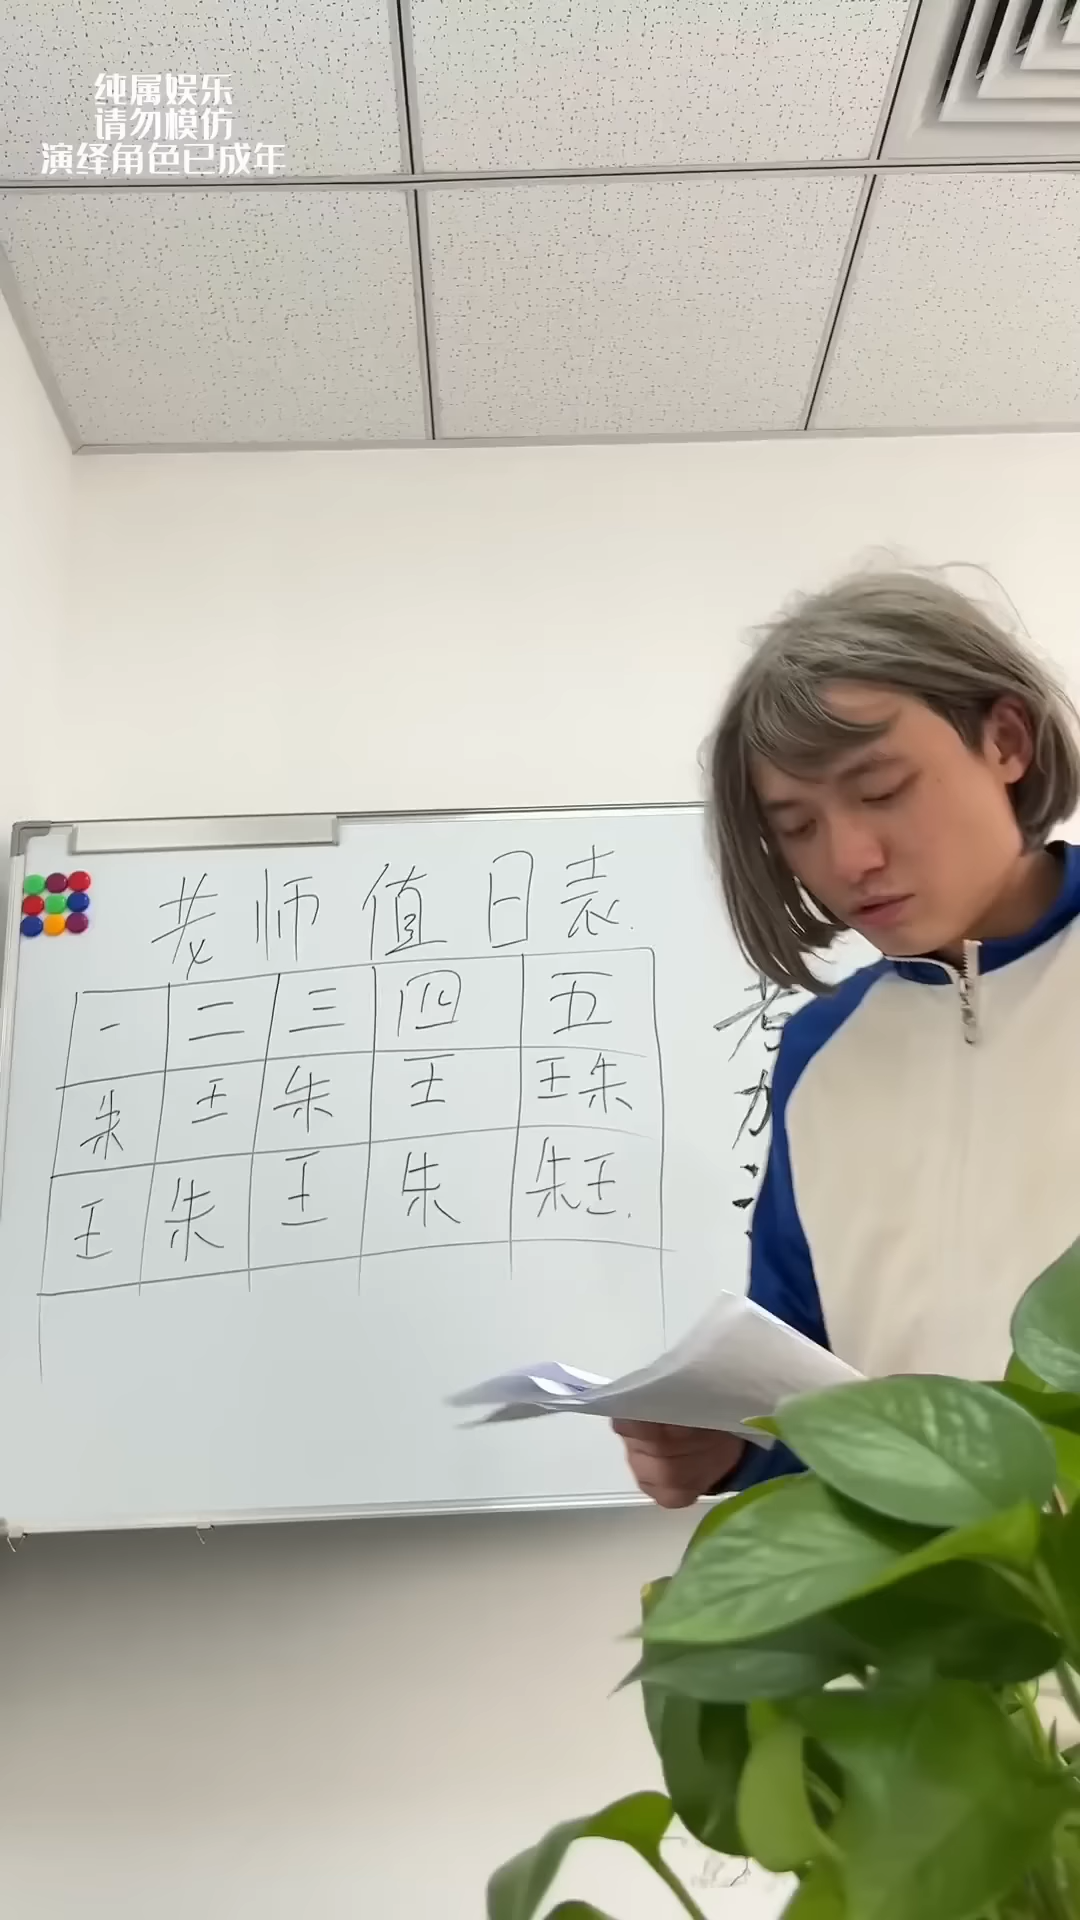 纯属娱乐
请勿模仿
演绎角色已成年
老师值日表
一 二 三 四 五
朱 王 朱 王 王朱
王 朱 王 朱 朱王